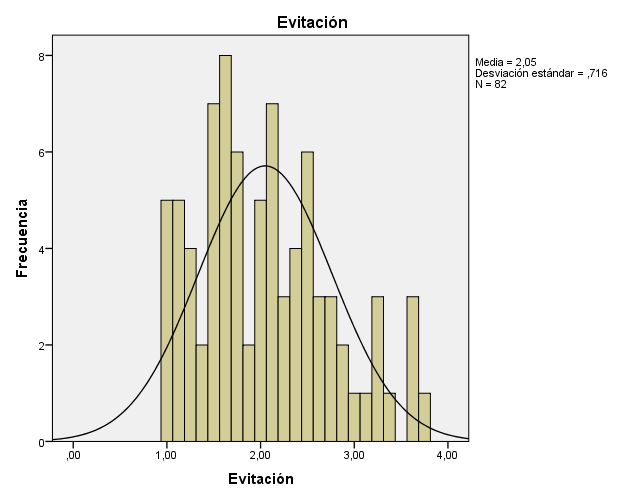 Evitación
Media = 2,05
Desviación estándar = ,716
N = 82
Frecuencia
8
6
4
2
0
,00
1,00
2,00
3,00
4,00
Evitación